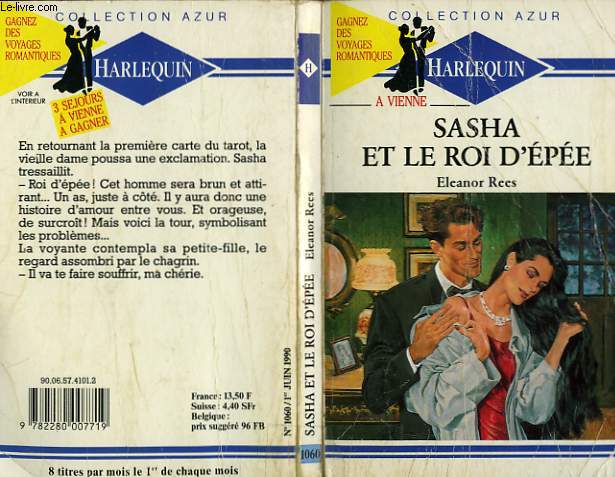 Le-livre.com
COLLECTION AZUR
GAGNEZ
DES
VOYAGES
ROMANTIQUES
HARLEQUIN
VOIR A
L'INTERIEUR
3 SEJOURS
A VIENNE
A GAGNER
En retournant la première carte du tarot, la
vieille dame poussa une exclamation. Sasha
tressaillit.
– Roi d'épée! Cet homme sera brun et atti-
rant... Un as, juste à côté. Il y aura donc une
histoire d'amour entre vous. Et orageuse,
de surcroît! Mais voici la tour, symbolisant
les problèmes...
La voyante contempla sa petite-fille, le
regard assombri par le chagrin.
– Il va te faire souffrir, ma chérie.
90.06.57.4101.2
9 782280 007719
France : 13,50 F
Suisse : 4,40 SFr
Belgique :
prix suggéré 96 FB
8 titres par mois le 1er de chaque mois
H
Eleanor Rees
SASHA ET LE ROI D'ÉPÉE
N° 1060/1er JUIN 1990
1060
COLLECTION AZUR
GAGNEZ
DES
VOYAGES
ROMANTIQUES
HARLEQUIN
A VIENNE
SASHA
ET LE ROI D'ÉPÉE
Eleanor Rees